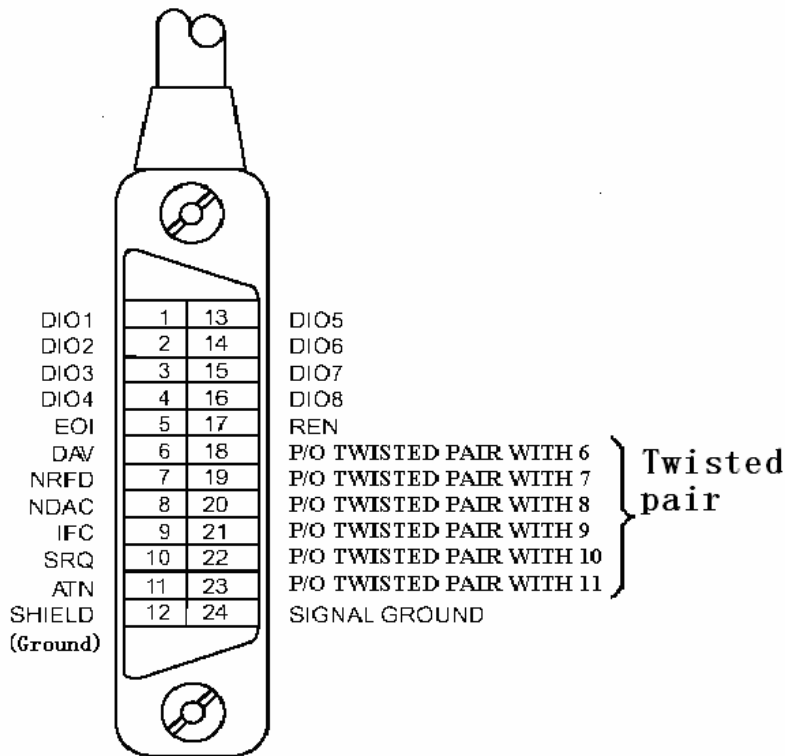 DIO1 1 13 DIO5
DIO2 2 14 DIO6
DIO3 3 15 DIO7
DIO4 4 16 DIO8
EOI 5 17 REN
DAV 6 18 P/O TWISTED PAIR WITH 6
NRFD 7 19 P/O TWISTED PAIR WITH 7
NDAC 8 20 P/O TWISTED PAIR WITH 8
IFC 9 21 P/O TWISTED PAIR WITH 9
SRQ 10 22 P/O TWISTED PAIR WITH 10
ATN 11 23 P/O TWISTED PAIR WITH 11
SHIELD 12 24 SIGNAL GROUND
(Ground)
Twisted
pair